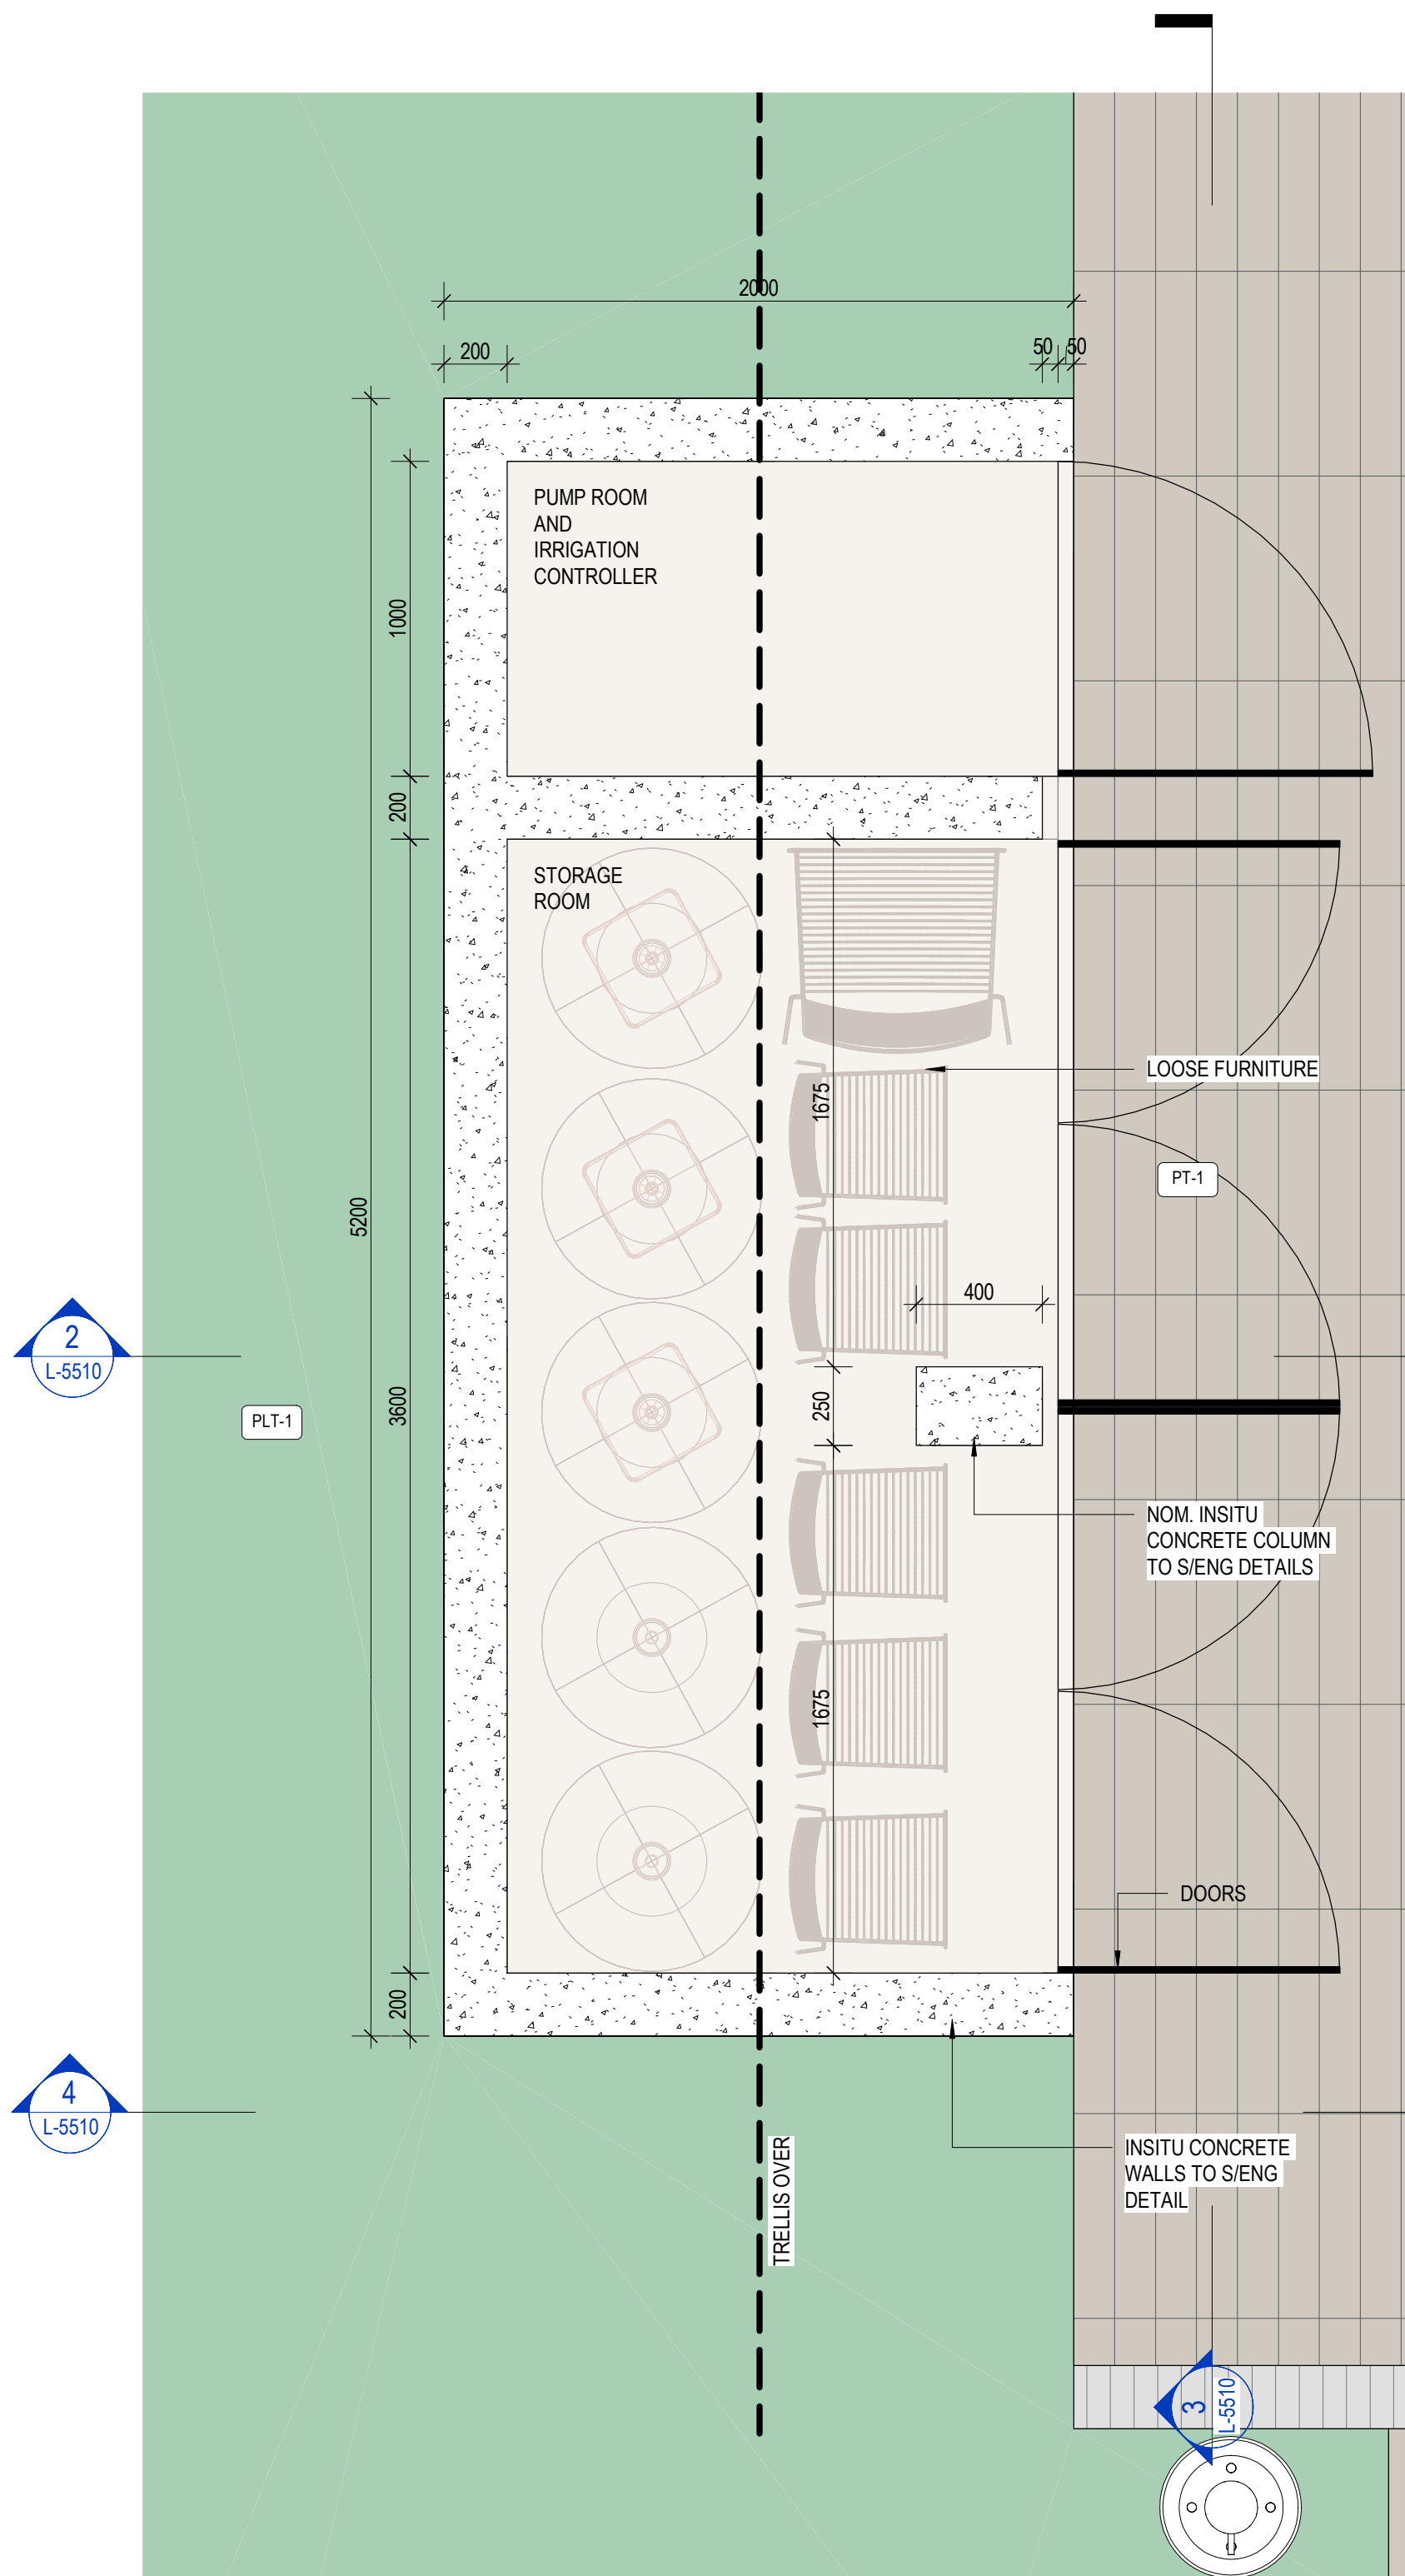 2000
200
50
50
PUMP ROOM
AND
IRRIGATION
CONTROLLER
1000
200
STORAGE
ROOM
LOOSE FURNITURE
1675
PT-1
5200
400
2
L-5510
3600
250
PLT-1
NOM. INSITU
CONCRETE COLUMN
TO S/ENG DETAILS
1675
DOORS
200
4
L-5510
TRELLIS OVER
INSITU CONCRETE
WALLS TO S/ENG
DETAIL
3
L-5510